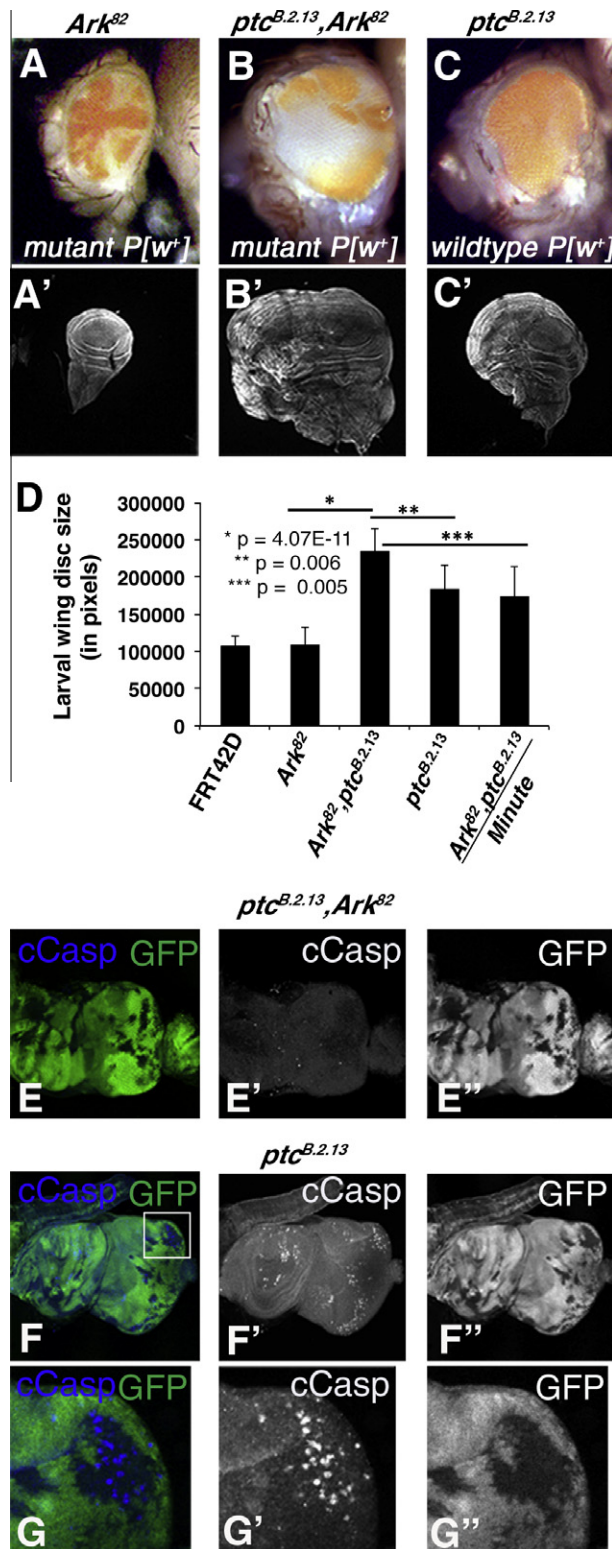 Ark⁸² ptcᴮ·²·¹³,Ark⁸² ptcᴮ·²·¹³
A B C
mutant P[w⁺] mutant P[w⁺] wildtype P[w⁺]
A' B' C'
D
300000
250000
200000
150000
100000
50000
0
Larval wing disc size
(in pixels)
* ** ***
* p = 4.07E-11
** p = 0.006
*** p = 0.005
FRT42D
Ark⁸²
Ark⁸²,ptcᴮ·²·¹³
ptcᴮ·²·¹³
Ark⁸²,ptcᴮ·²·¹³
Minute
ptcᴮ·²·¹³,Ark⁸²
cCasp GFP cCasp GFP
E E' E"
ptcᴮ·²·¹³
cCasp GFP cCasp GFP
F F' F"
cCasp GFP cCasp GFP
G G' G"